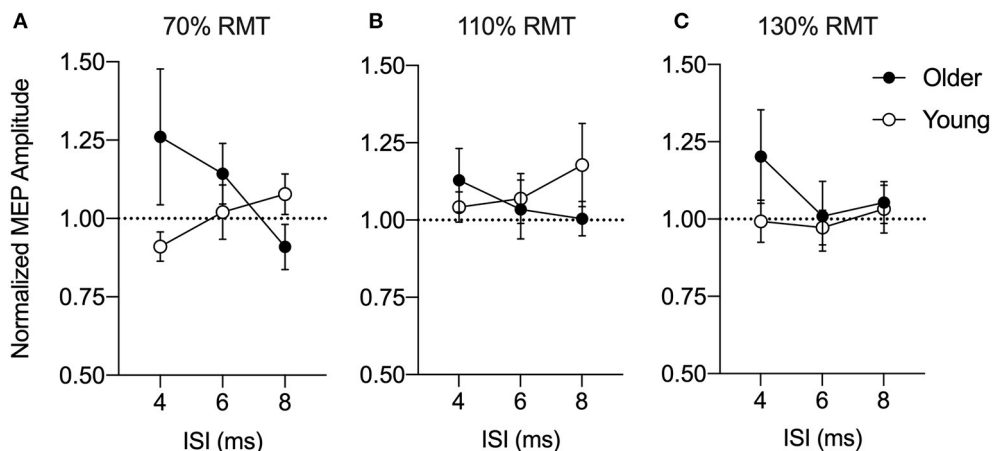 A
70% RMT
B
110% RMT
C
130% RMT
Normalized MEP Amplitude
1.50
1.25
1.00
0.75
0.50
4 6 8
ISI (ms)
1.50
1.25
1.00
0.75
0.50
4 6 8
ISI (ms)
1.50
1.25
1.00
0.75
0.50
4 6 8
ISI (ms)
Older
Young